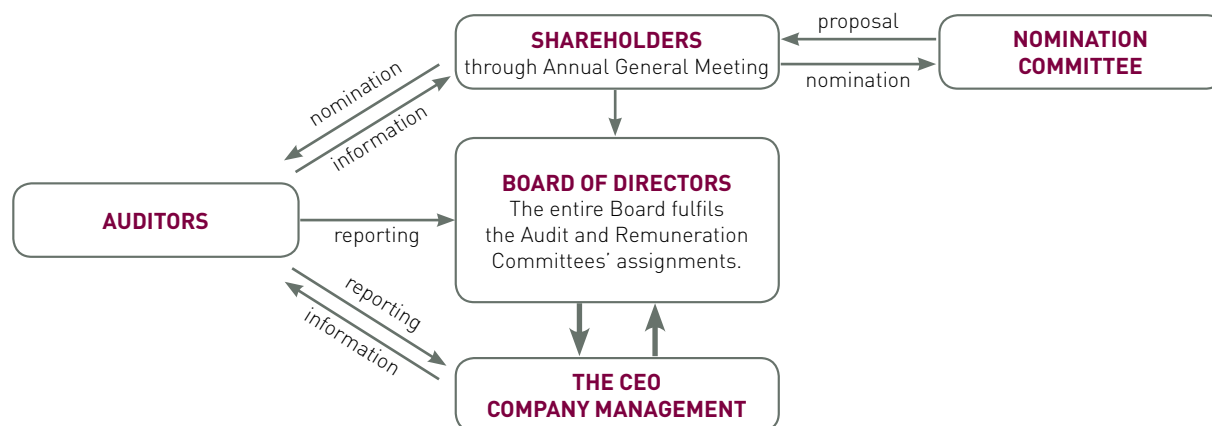 proposal
SHAREHOLDERS
through Annual General Meeting
NOMINATION
COMMITTEE
nomination
nomination
information
BOARD OF DIRECTORS
The entire Board fulfils
the Audit and Remuneration
Committees’ assignments.
AUDITORS
reporting
reporting
information
THE CEO
COMPANY MANAGEMENT